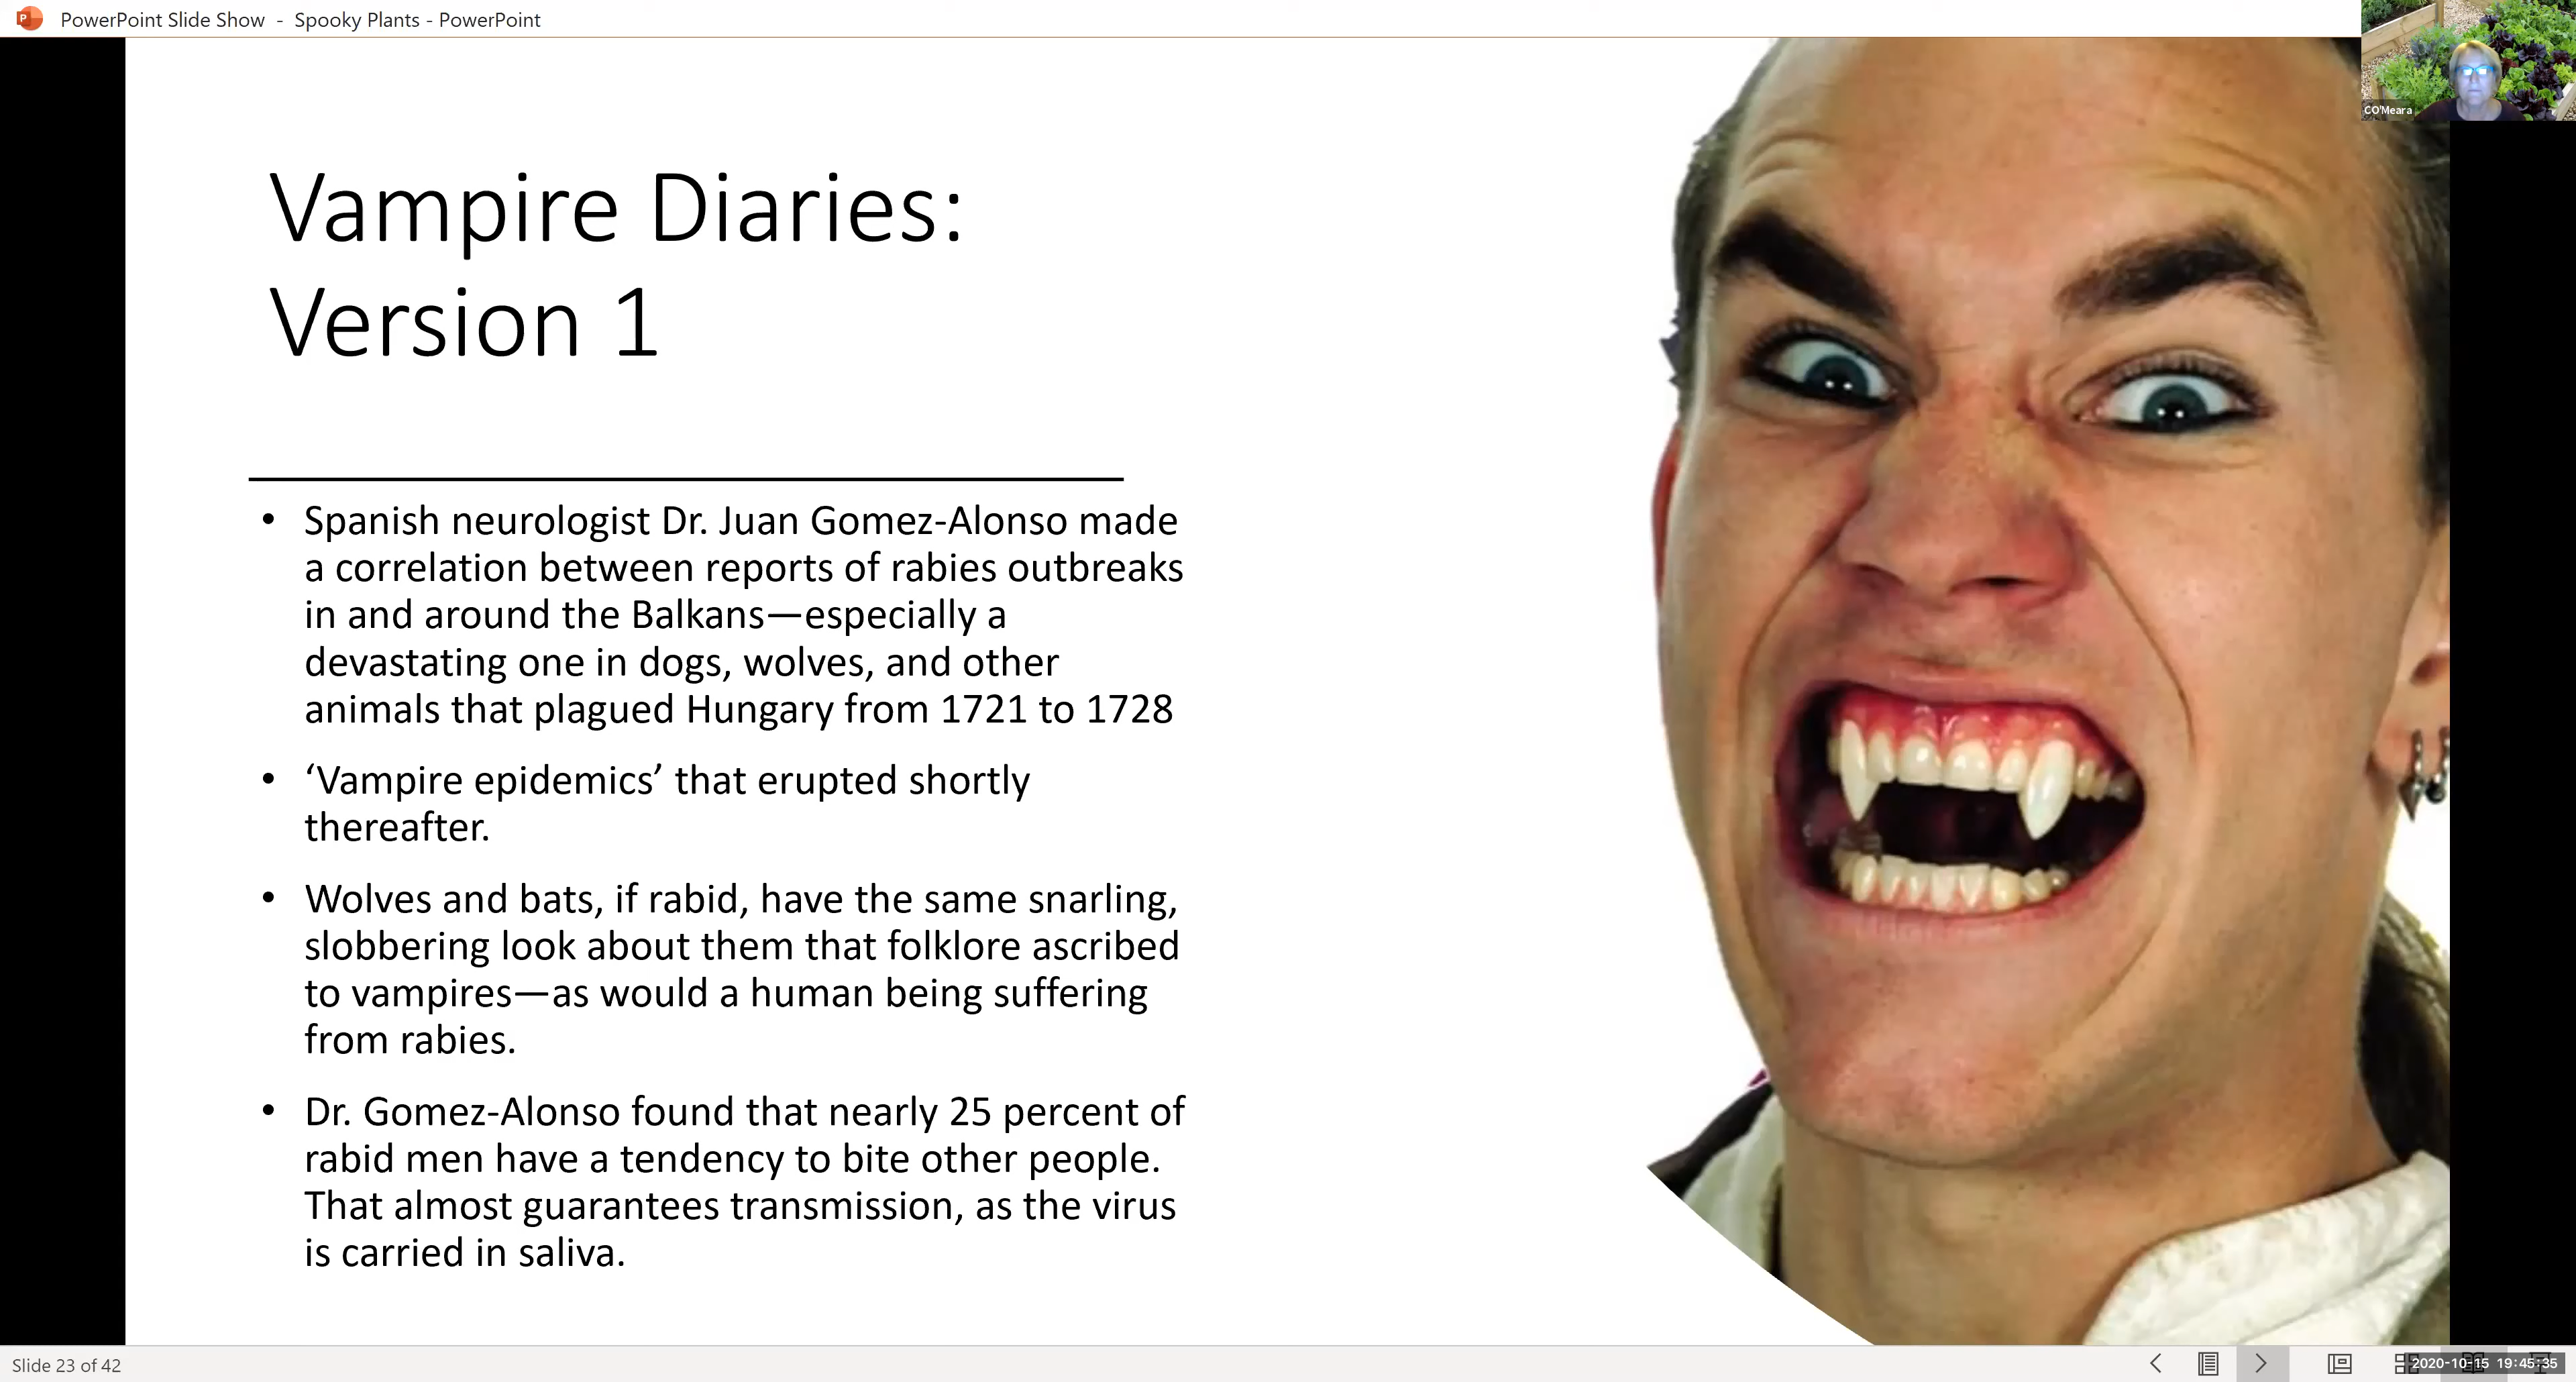 PowerPoint Slide Show - Spooky Plants - PowerPoint
CO'Meara
Vampire Diaries:
Version 1
• Spanish neurologist Dr. Juan Gomez-Alonso made
a correlation between reports of rabies outbreaks
in and around the Balkans—especially a
devastating one in dogs, wolves, and other
animals that plagued Hungary from 1721 to 1728
• ‘Vampire epidemics’ that erupted shortly
thereafter.
• Wolves and bats, if rabid, have the same snarling,
slobbering look about them that folklore ascribed
to vampires—as would a human being suffering
from rabies.
• Dr. Gomez-Alonso found that nearly 25 percent of
rabid men have a tendency to bite other people.
That almost guarantees transmission, as the virus
is carried in saliva.
Slide 23 of 42
2020-10-15 19:45:35